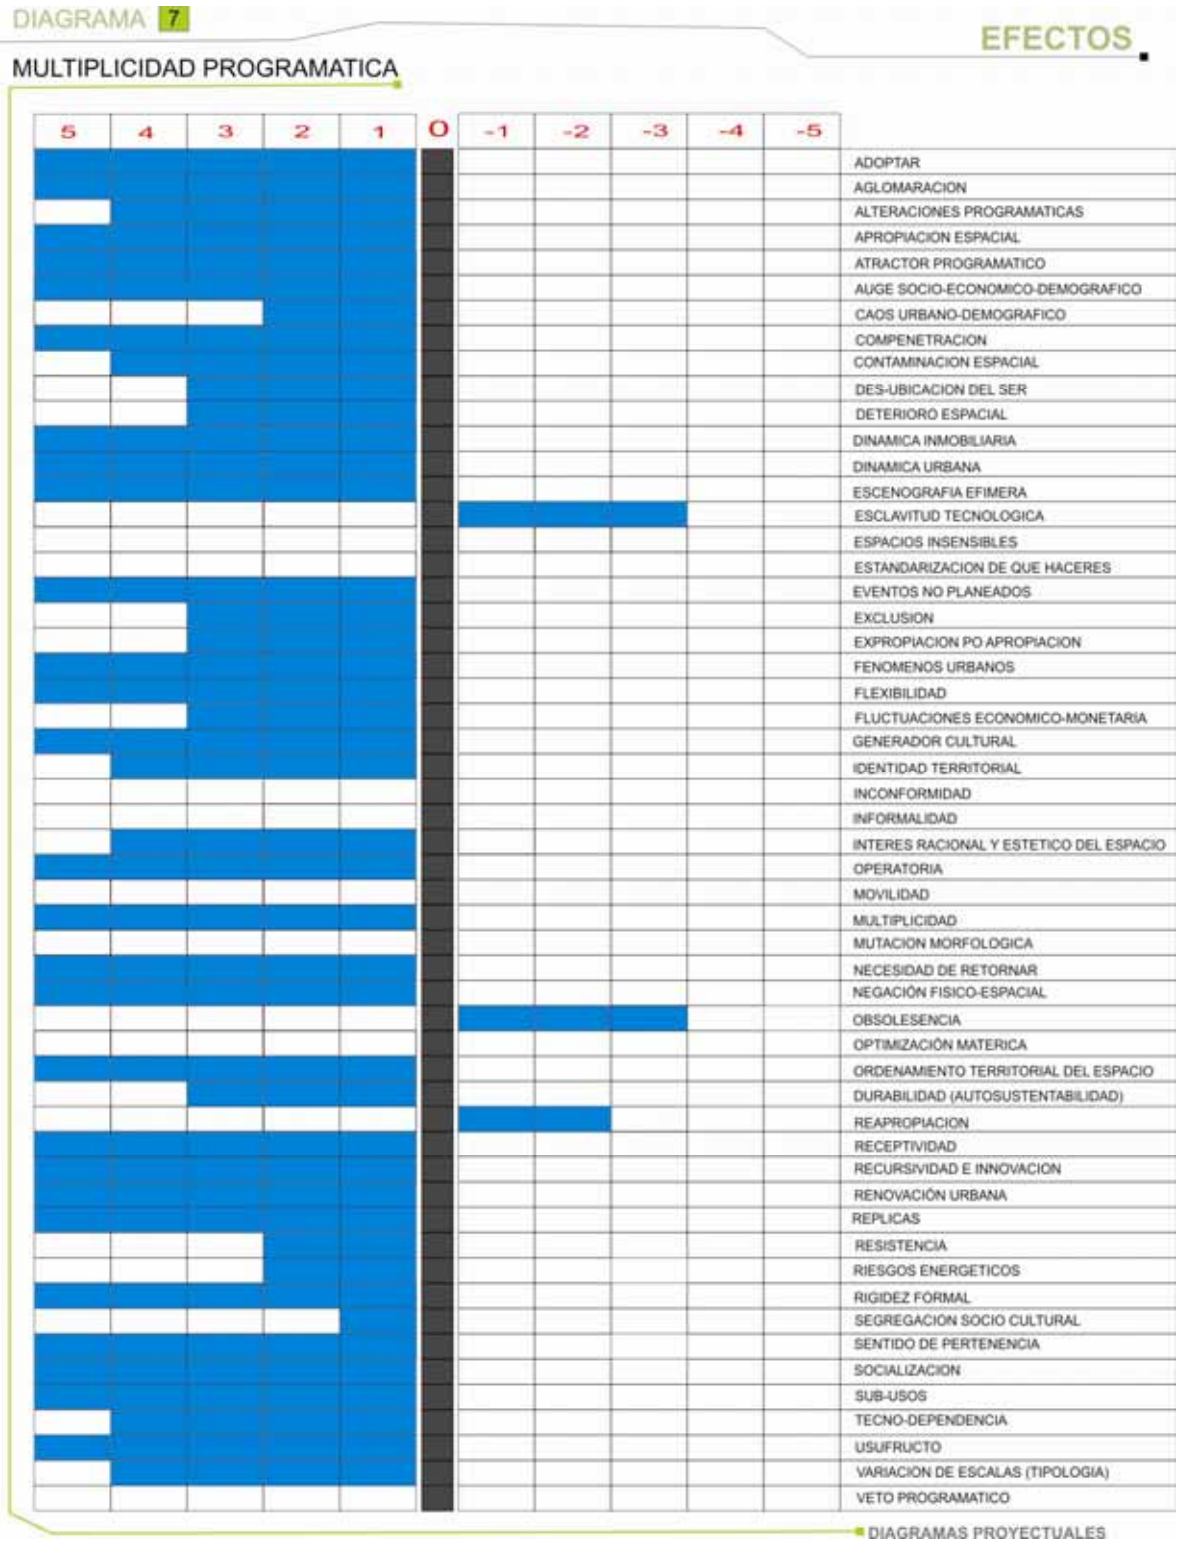 DIAGRAMA 7
EFECTOS
MULTIPLICIDAD PROGRAMATICA
5 4 3 2 1 0 -1 -2 -3 -4 -5
ADOPTAR
AGLOMARACION
ALTERACIONES PROGRAMATICAS
APROPIACION ESPACIAL
ATRACTOR PROGRAMATICO
AUGE SOCIO-ECONOMICO-DEMOGRAFICO
CAOS URBANO-DEMOGRAFICO
COMPENETRACION
CONTAMINACION ESPACIAL
DES-UBICACION DEL SER
DETERIORO ESPACIAL
DINAMICA INMOBILIARIA
DINAMICA URBANA
ESCENOGRAFIA EFIMERA
ESCLAVITUD TECNOLOGICA
ESPACIOS INSENSIBLES
ESTANDARIZACION DE QUE HACERES
EVENTOS NO PLANEADOS
EXCLUSION
EXPROPIACION PO APROPIACION
FENOMENOS URBANOS
FLEXIBILIDAD
FLUCTUACIONES ECONOMICO-MONETARIA
GENERADOR CULTURAL
IDENTIDAD TERRITORIAL
INCONFORMIDAD
INFORMALIDAD
INTERES RACIONAL Y ESTETICO DEL ESPACIO
OPERATORIA
MOVILIDAD
MULTIPLICIDAD
MUTACION MORFOLOGICA
NECESIDAD DE RETORNAR
NEGACIÓN FISICO-ESPACIAL
OBSOLESENCIA
OPTIMIZACIÓN MATERICA
ORDENAMIENTO TERRITORIAL DEL ESPACIO
DURABILIDAD (AUTOSUSTENTABILIDAD)
REAPROPIACION
RECEPTIVIDAD
RECURSIVIDAD E INNOVACION
RENOVACIÓN URBANA
REPLICAS
RESISTENCIA
RIESGOS ENERGETICOS
RIGIDEZ FORMAL
SEGREGACION SOCIO CULTURAL
SENTIDO DE PERTENENCIA
SOCIALIZACION
SUB-USOS
TECNO-DEPENDENCIA
USUFRUCTO
VARIACION DE ESCALAS (TIPOLOGIA)
VETO PROGRAMATICO
DIAGRAMAS PROYECTUALES